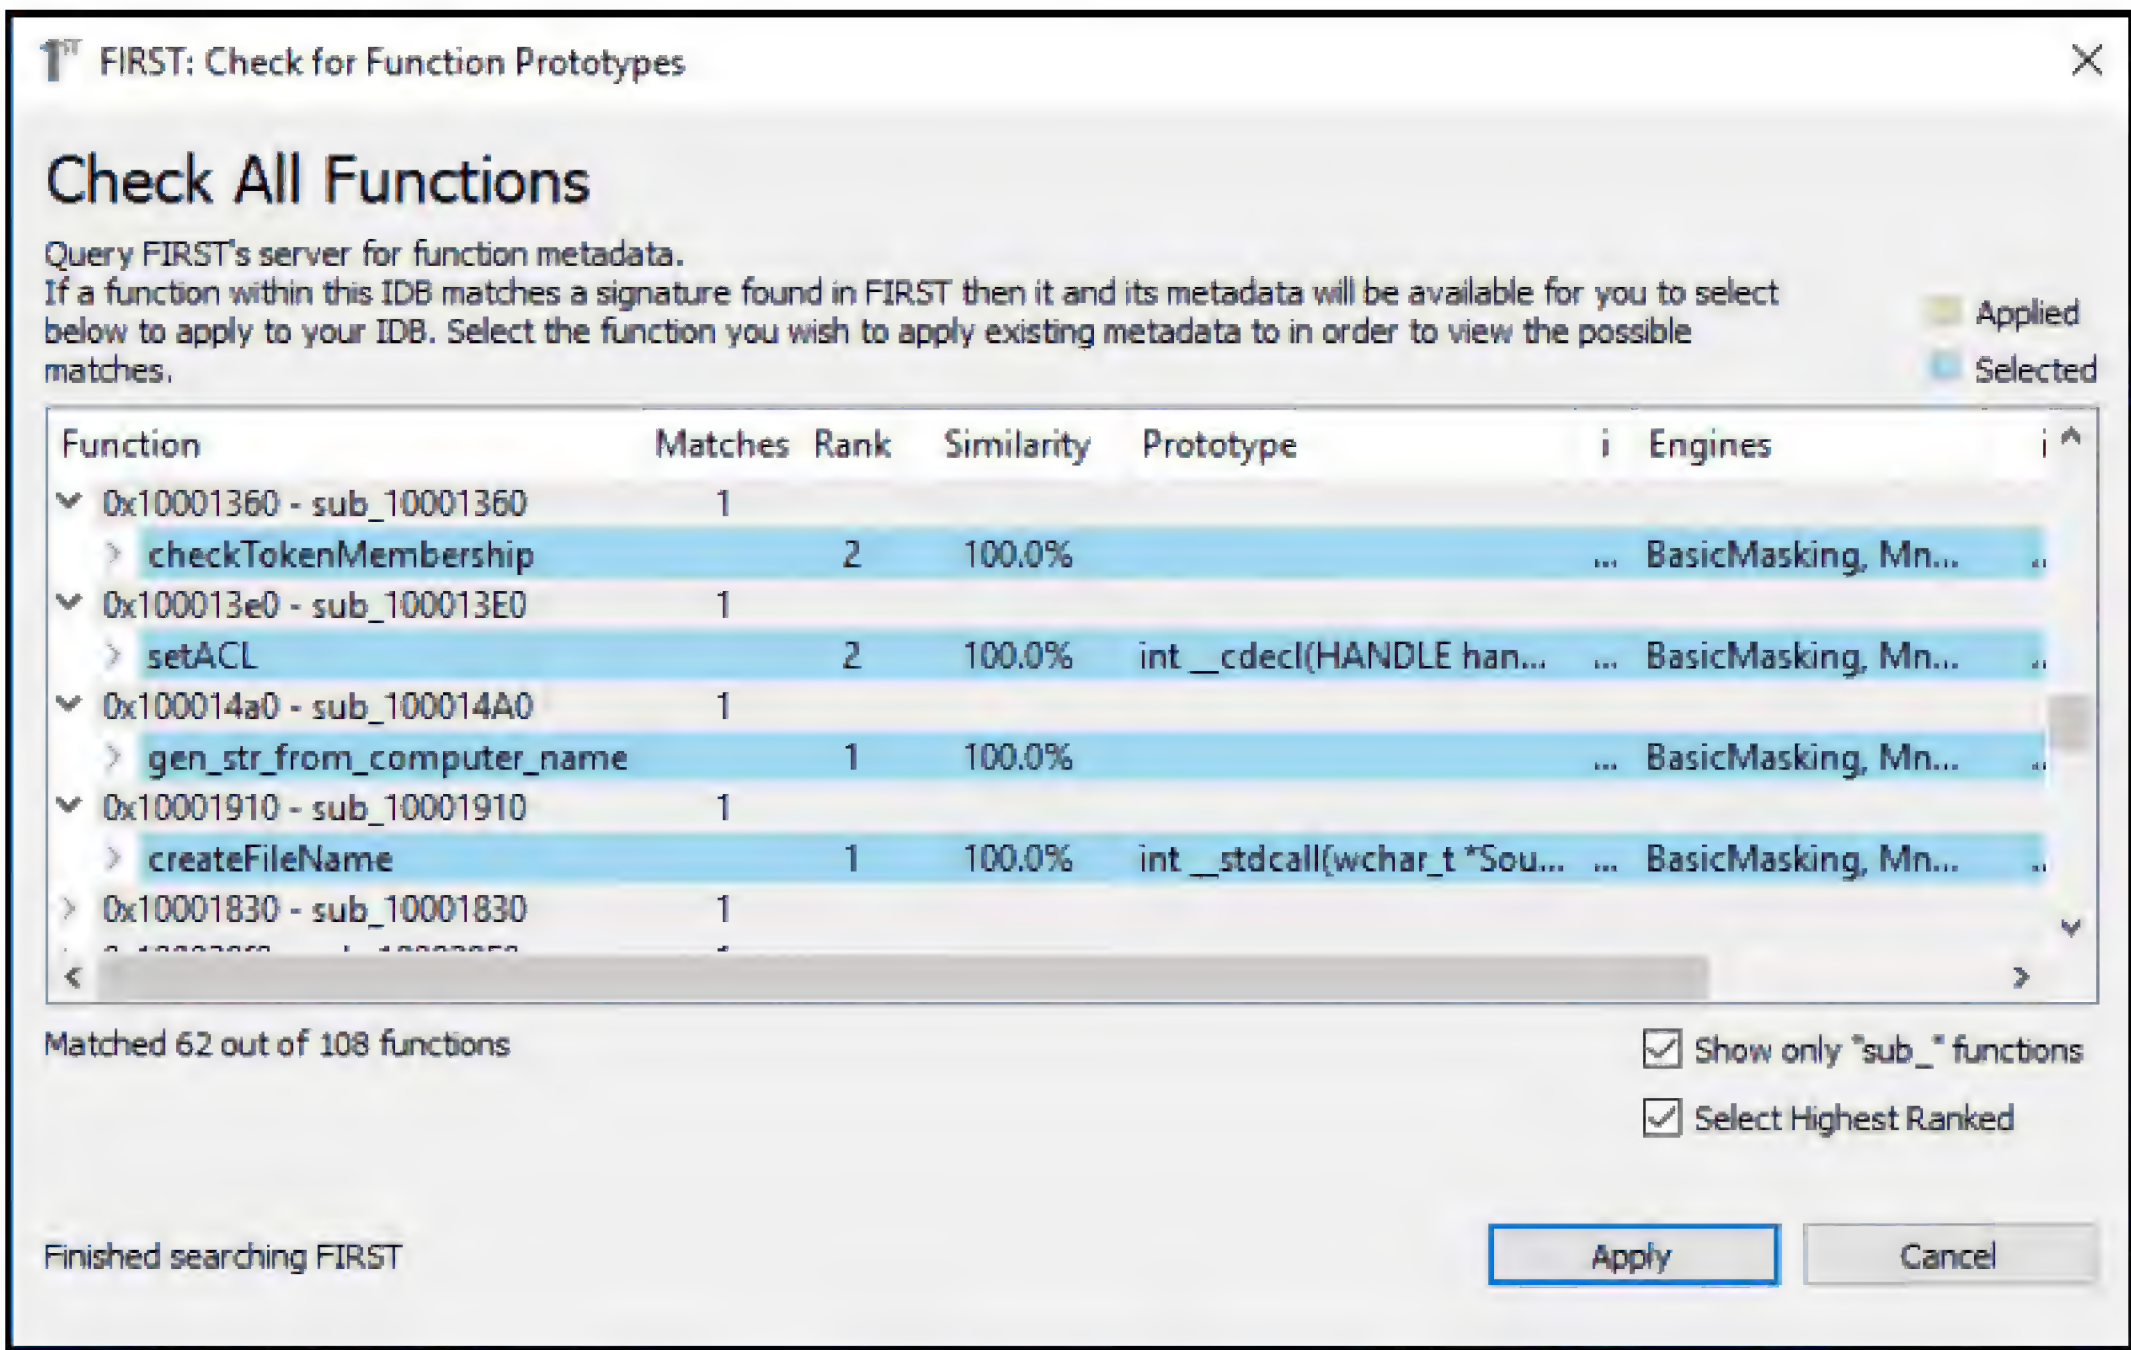 FIRST: Check for Function Prototypes
Check All Functions
Query FIRST's server for function metadata.
If a function within this IDB matches a signature found in FIRST then it and its metadata will be available for you to select
below to apply to your IDB. Select the function you wish to apply existing metadata to in order to view the possible
matches.
Applied
Selected
Function Matches Rank Similarity Prototype i Engines i
0x10001360 - sub_10001360 1
checkTokenMembership 2 100.0% ... BasicMasking, Mn... ..
0x100013e0 - sub_100013E0 1
setACL 2 100.0% int __cdecl(HANDLE han... ... BasicMasking, Mn... ..
0x100014a0 - sub_100014A0 1
gen_str_from_computer_name 1 100.0% ... BasicMasking, Mn... ..
0x10001910 - sub_10001910 1
createFileName 1 100.0% int __stdcall(wchar_t *Sou... ... BasicMasking, Mn... ..
0x10001830 - sub_10001830 1
Matched 62 out of 108 functions
Show only "sub_" functions
Select Highest Ranked
Finished searching FIRST
Apply
Cancel